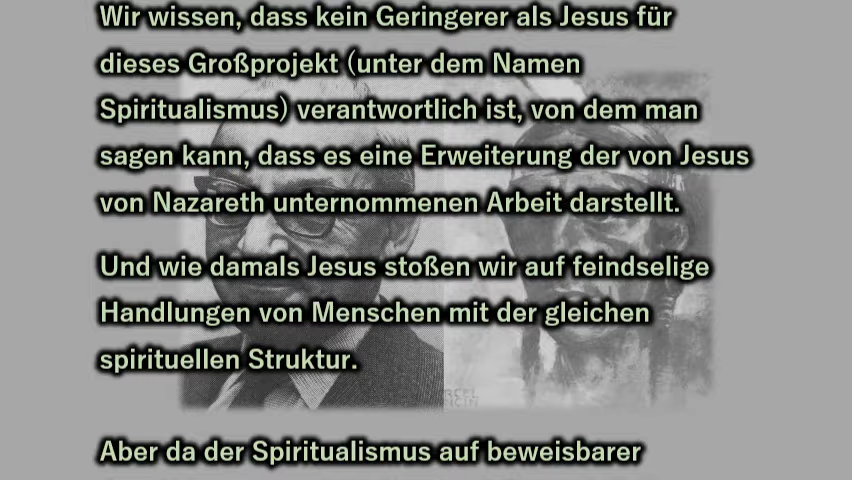 Wir wissen, dass kein Geringerer als Jesus für
dieses Großprojekt (unter dem Namen
Spiritualismus) verantwortlich ist, von dem man
sagen kann, dass es eine Erweiterung der von Jesus
von Nazareth unternommenen Arbeit darstellt.
Und wie damals Jesus stoßen wir auf feindselige
Handlungen von Menschen mit der gleichen
spirituellen Struktur.
Aber da der Spiritualismus auf beweisbarer